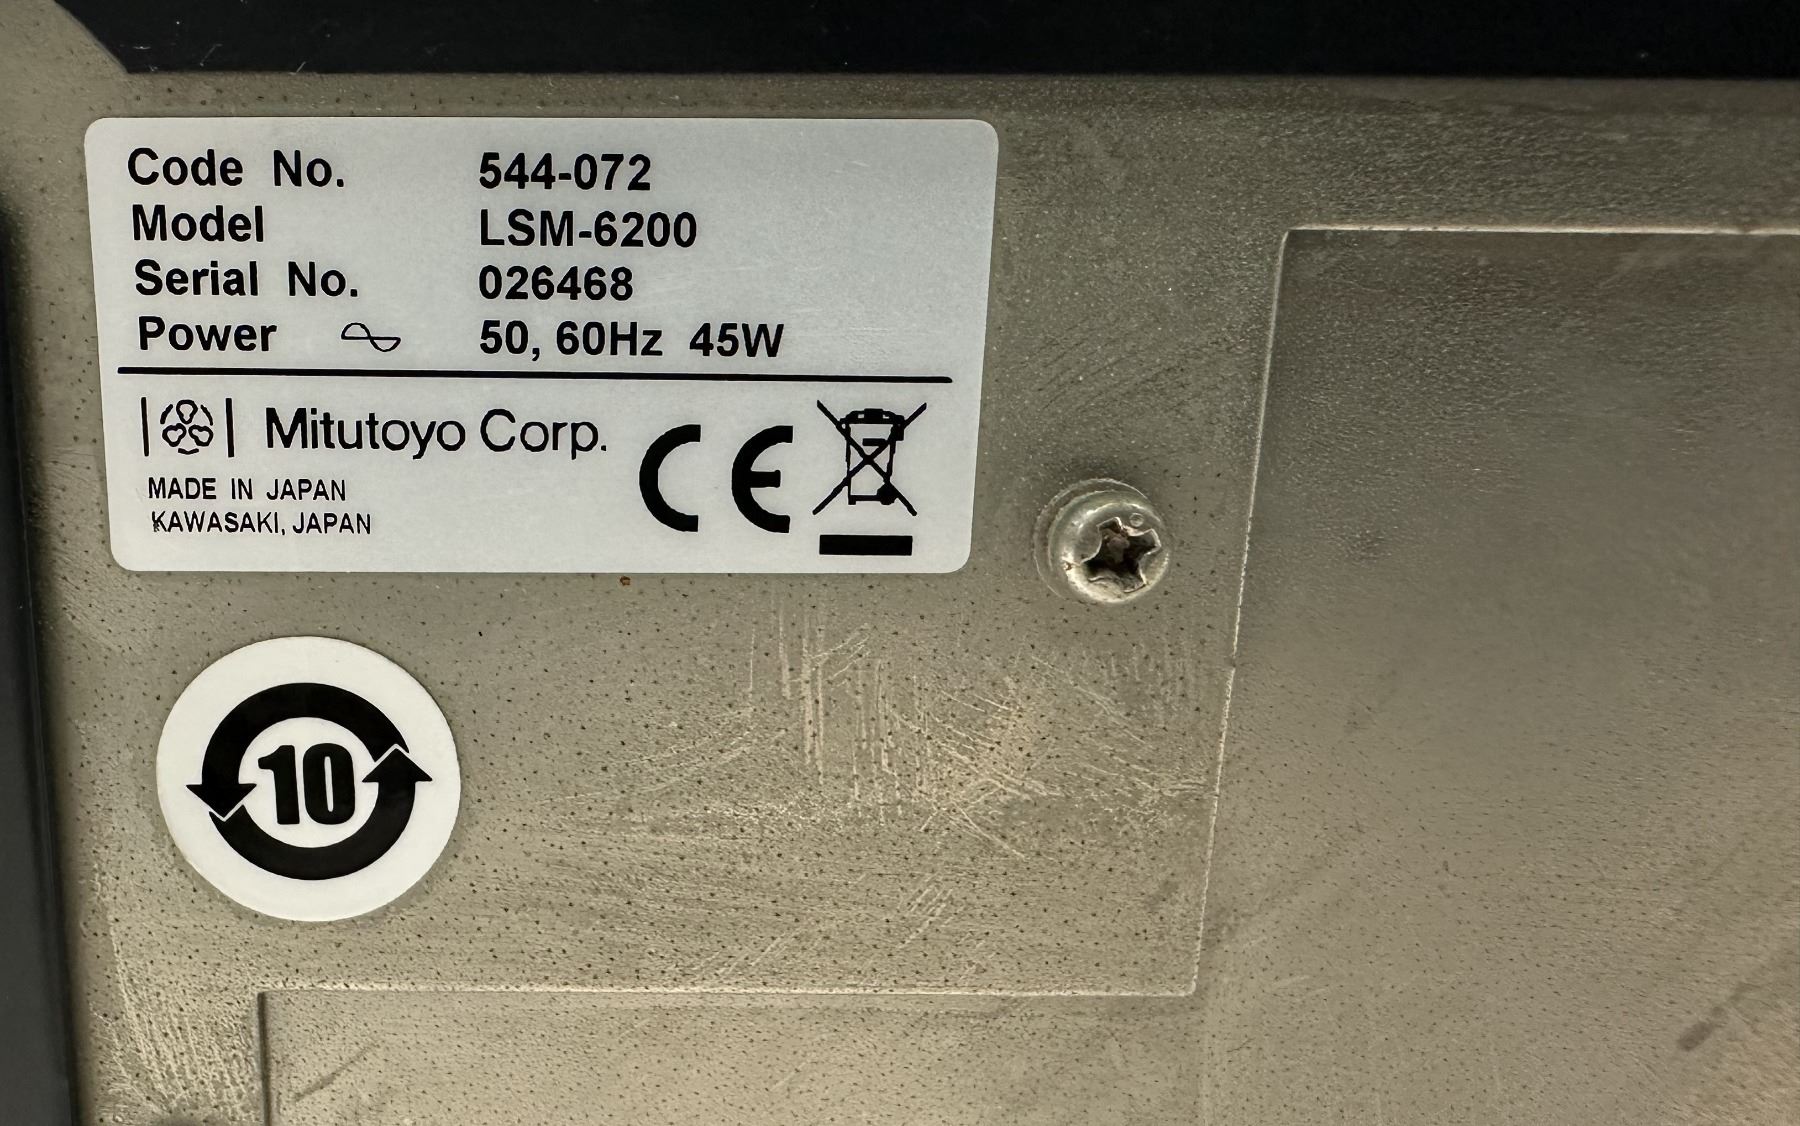 Code No. 544-072
Model LSM-6200
Serial No. 026468
Power 50, 60Hz 45W
Mitutoyo Corp. CE
MADE IN JAPAN
KAWASAKI, JAPAN
10